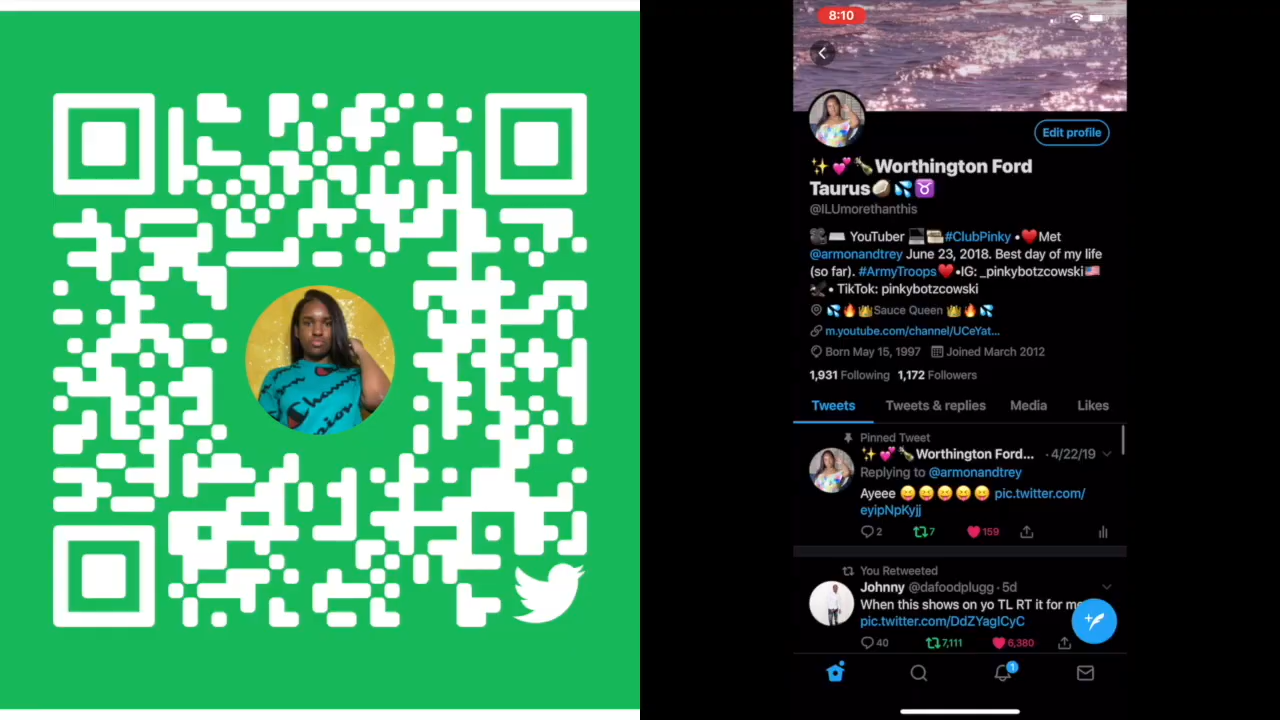 8:10
Edit profile
✨💕🍾Worthington Ford
Taurus🥔💦♉
@ILUmorethanthis
🎥⌨️ YouTuber 💻📻#ClubPinky •❤️Met
@armonandtrey June 23, 2018. Best day of my life
(so far). #ArmyTroops❤️•IG: _pinkybotzcowski🇺🇸
• TikTok: pinkybotzcowski
💦🔥👑Sauce Queen 👑🔥💦
m.youtube.com/channel/UCeYat...
Born May 15, 1997 Joined March 2012
1,931 Following 1,172 Followers
Tweets Tweets & replies Media Likes
Pinned Tweet
✨💕🍾Worthington Ford... · 4/22/19
Replying to @armonandtrey
Ayeee 😋😋😋😋😋 pic.twitter.com/
eyipNpKyjj
2 7 159
You Retweeted
Johnny @dafoodplugg · 5d
When this shows on yo TL RT it for
pic.twitter.com/DdZYagICyC
40 7,111 6,380
1